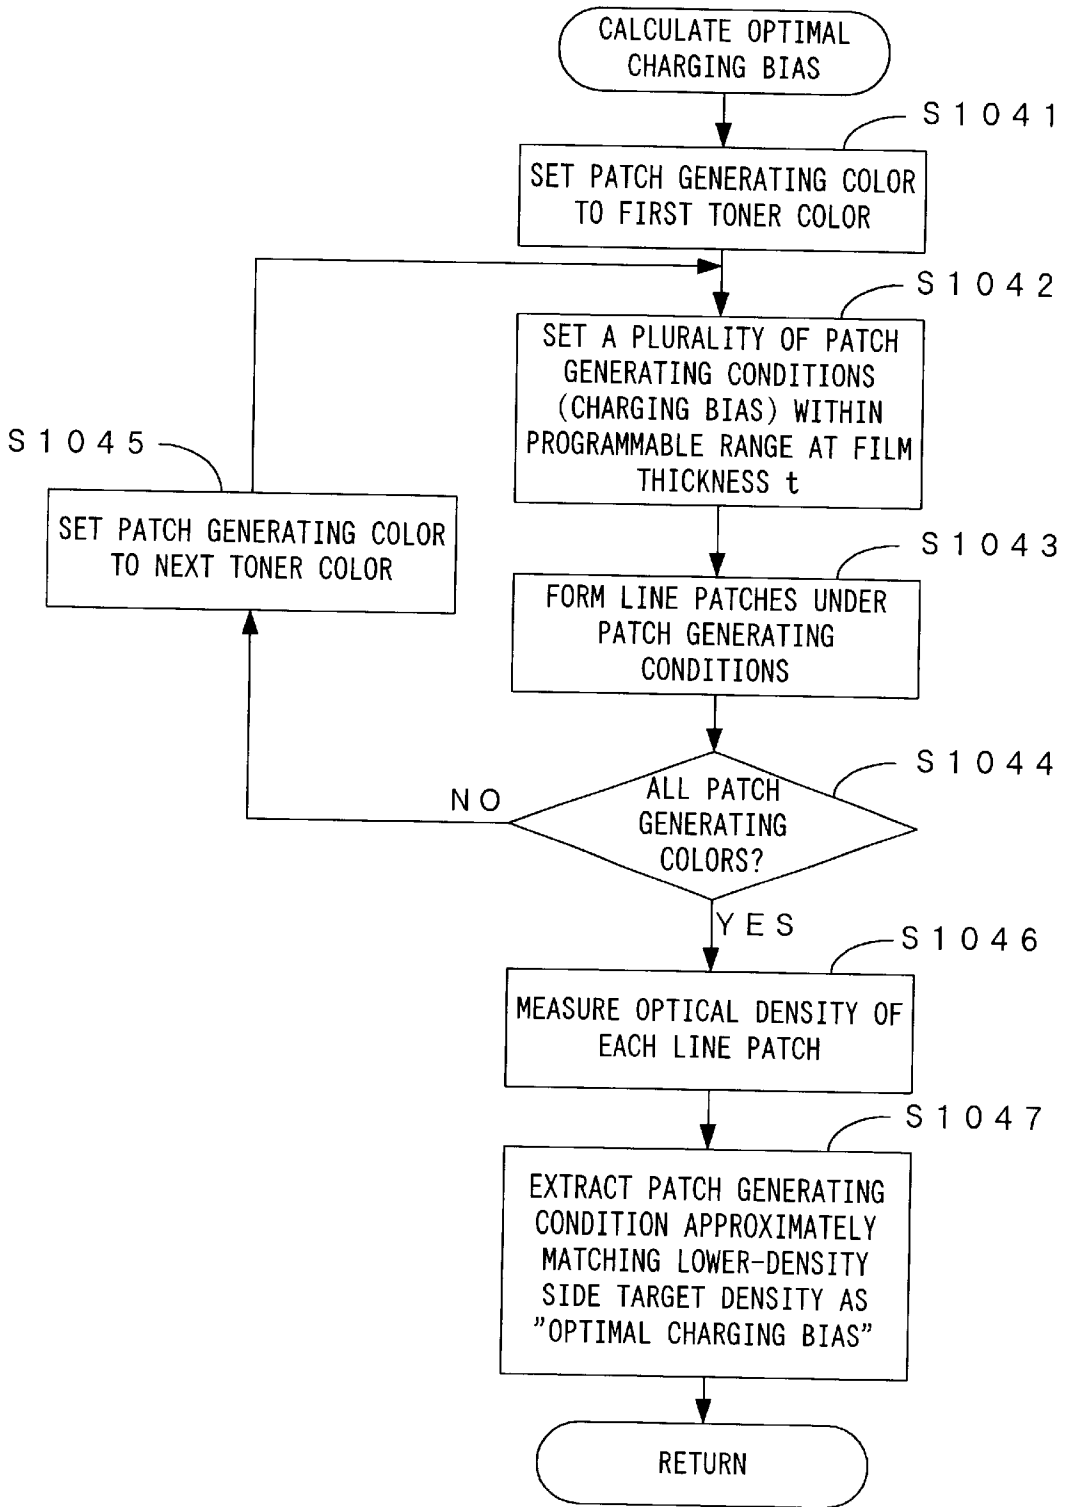 CALCULATE OPTIMAL
CHARGING BIAS
S1041
SET PATCH GENERATING COLOR
TO FIRST TONER COLOR
S1042
SET A PLURALITY OF PATCH
GENERATING CONDITIONS
(CHARGING BIAS) WITHIN
PROGRAMMABLE RANGE AT FILM
THICKNESS t
S1045
SET PATCH GENERATING COLOR
TO NEXT TONER COLOR
S1043
FORM LINE PATCHES UNDER
PATCH GENERATING
CONDITIONS
S1044
ALL PATCH
GENERATING
COLORS?
NO
YES
S1046
MEASURE OPTICAL DENSITY OF
EACH LINE PATCH
S1047
EXTRACT PATCH GENERATING
CONDITION APPROXIMATELY
MATCHING LOWER-DENSITY
SIDE TARGET DENSITY AS
"OPTIMAL CHARGING BIAS"
RETURN